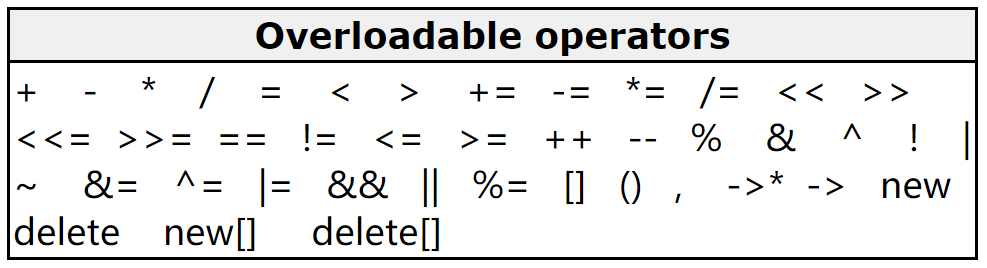 Overloadable operators
+ - * / = < > += -= *= /= << >>
<<= >>= == != <= >= ++ -- % & ^ ! |
~ &= ^= |= && || %= [] () , ->* -> new
delete new[] delete[]